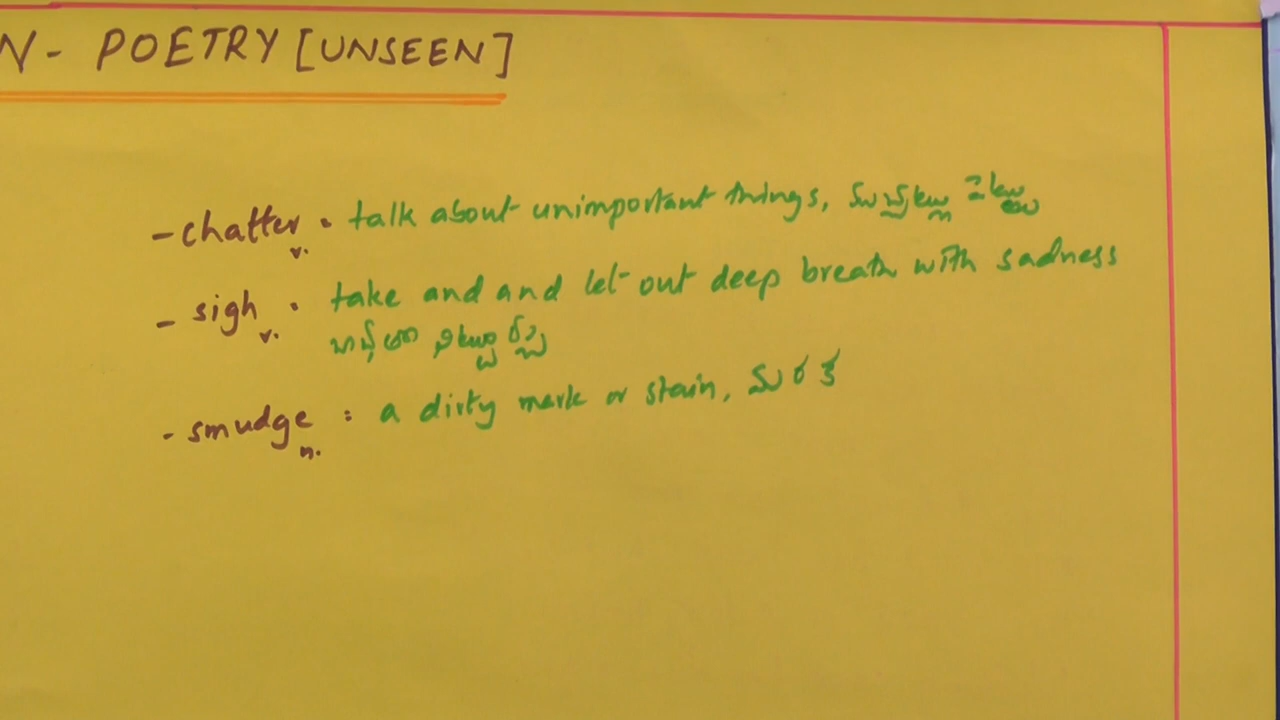 N- POETRY [UNSEEN]
- chatter v. : talk about unimportant things,
- sigh v. : take and and let out deep breath with sadness
- smudge n. : a dirty mark or stain,